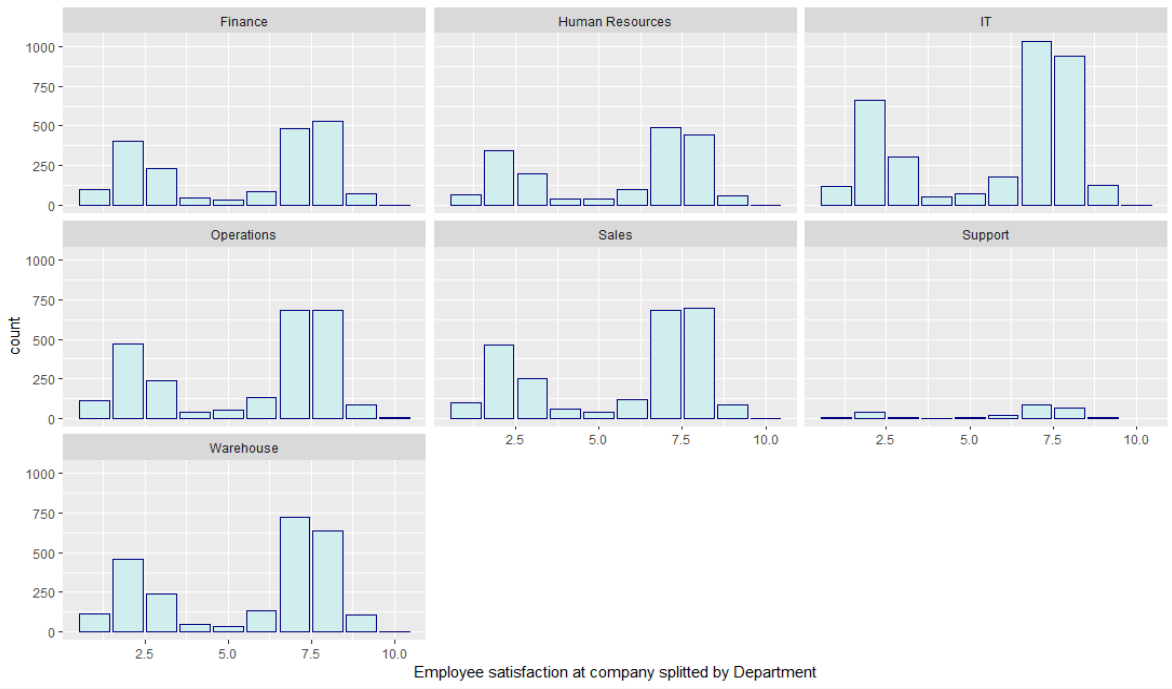 Finance Human Resources IT
1000
750
500
250
0
Operations Sales Support
1000
750
500
250
0
2.5 5.0 7.5 10.0 2.5 5.0 7.5 10.0
Warehouse
1000
750
500
250
0
2.5 5.0 7.5 10.0
count
Employee satisfaction at company splitted by Department